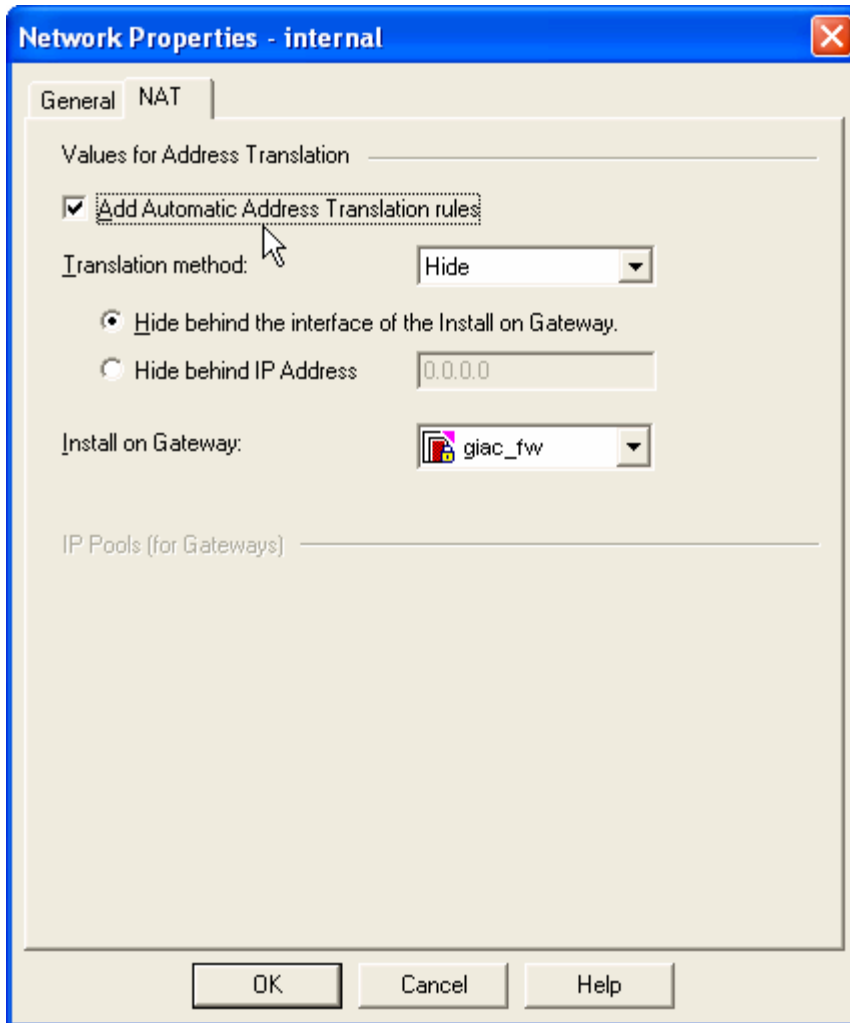 Network Properties - internal
General NAT
Values for Address Translation
Add Automatic Address Translation rules
Translation method: Hide
Hide behind the interface of the Install on Gateway.
Hide behind IP Address 0.0.0.0
Install on Gateway: giac_fw
IP Pools (for Gateways)
OK Cancel Help